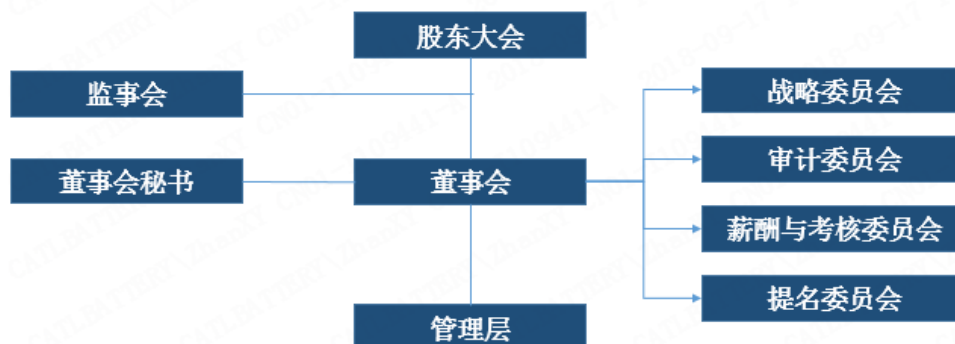 股东大会
监事会
战略委员会
审计委员会
董事会秘书
董事会
薪酬与考核委员会
提名委员会
管理层